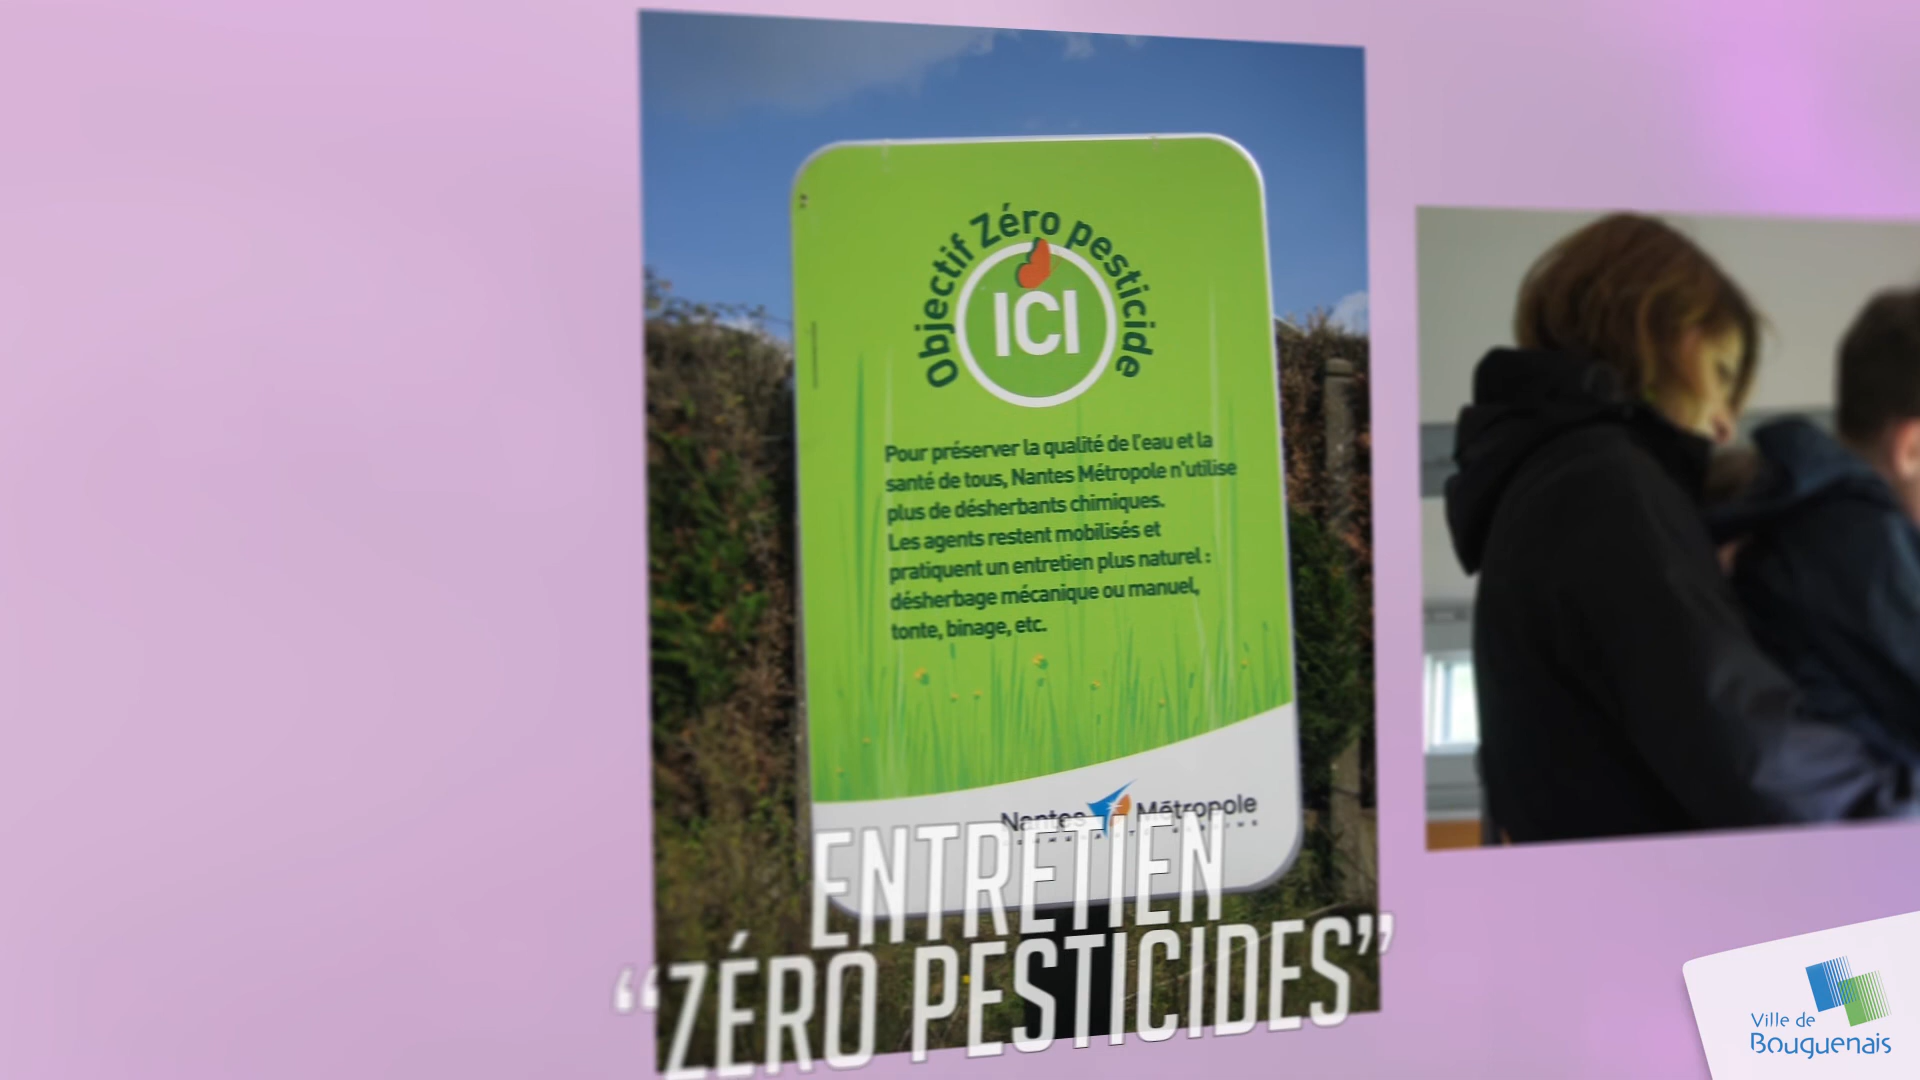 Objectif Zéro pesticide
ICI
Pour préserver la qualité de l'eau et la
santé de tous, Nantes Métropole n'utilise
plus de désherbants chimiques.
Les agents restent mobilisés et
pratiquent un entretien plus naturel :
désherbage mécanique ou manuel,
tonte, binage, etc.
Nantes Métropole
ENTRETIEN
“ZÉRO PESTICIDES”
Ville de
Bouguenais